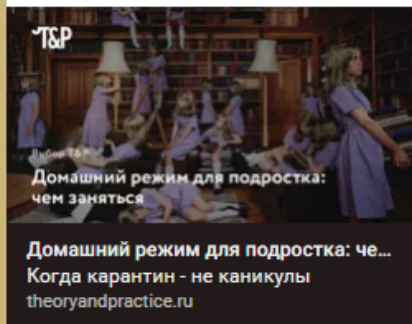 T&P
Выбор T&P
Домашний режим для подростка:
чем заняться
Домашний режим для подростка: че...
Когда карантин - не каникулы
theoryandpractice.ru